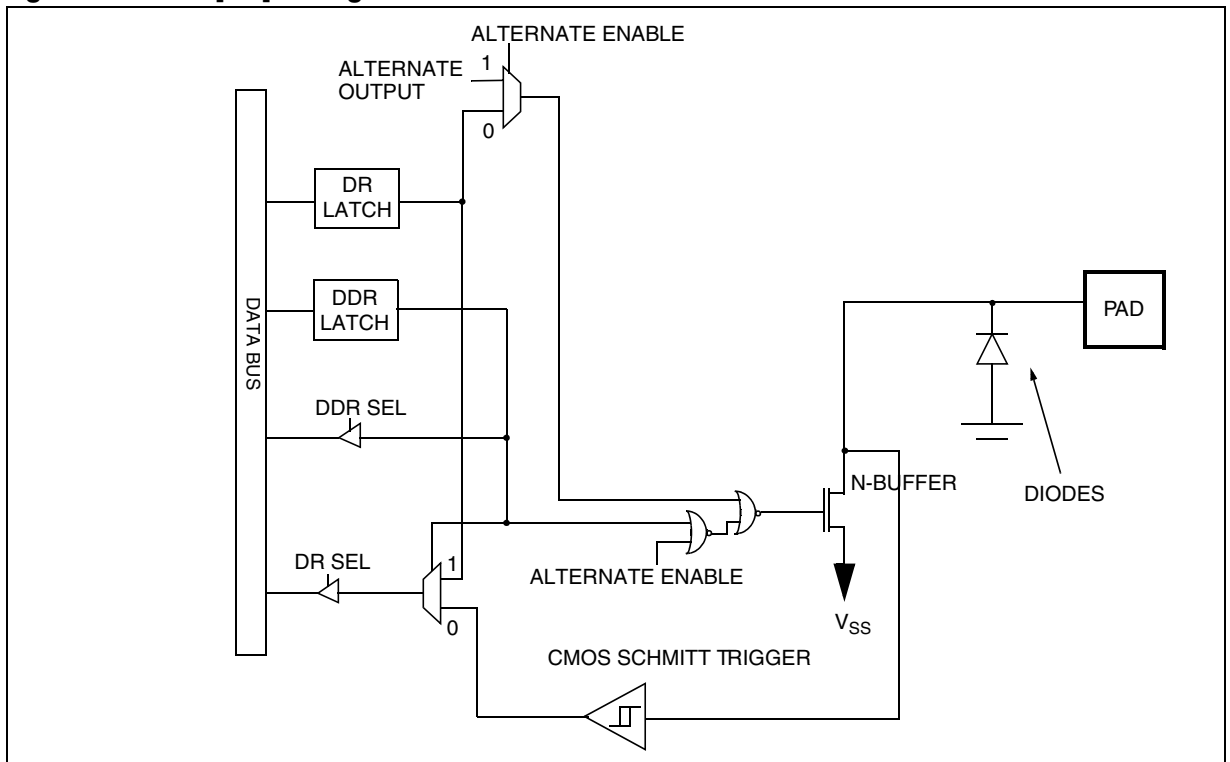 ALTERNATE ENABLE
ALTERNATE
OUTPUT
1
0
DR
LATCH
DDR
LATCH
DATA BUS
PAD
DDR SEL
N-BUFFER
DIODES
DR SEL
1
0
ALTERNATE ENABLE
VSS
CMOS SCHMITT TRIGGER